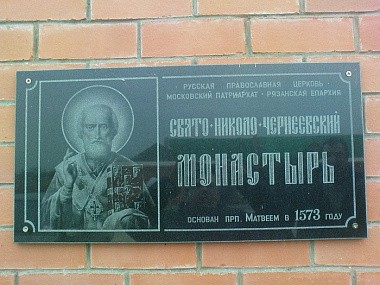 РУССКАЯ ПРАВОСЛАВНАЯ ЦЕРКОВЬ
МОСКОВСКИЙ ПАТРИАРХАТ · РЯЗАНСКАЯ ЕПАРХИЯ
СВЯТО·НИКОЛО·ЧЕРНЕЕВСКИЙ
МОНАСТЫРЬ
ОСНОВАН ПРП. МАТВЕЕМ В 1573 ГОДУ